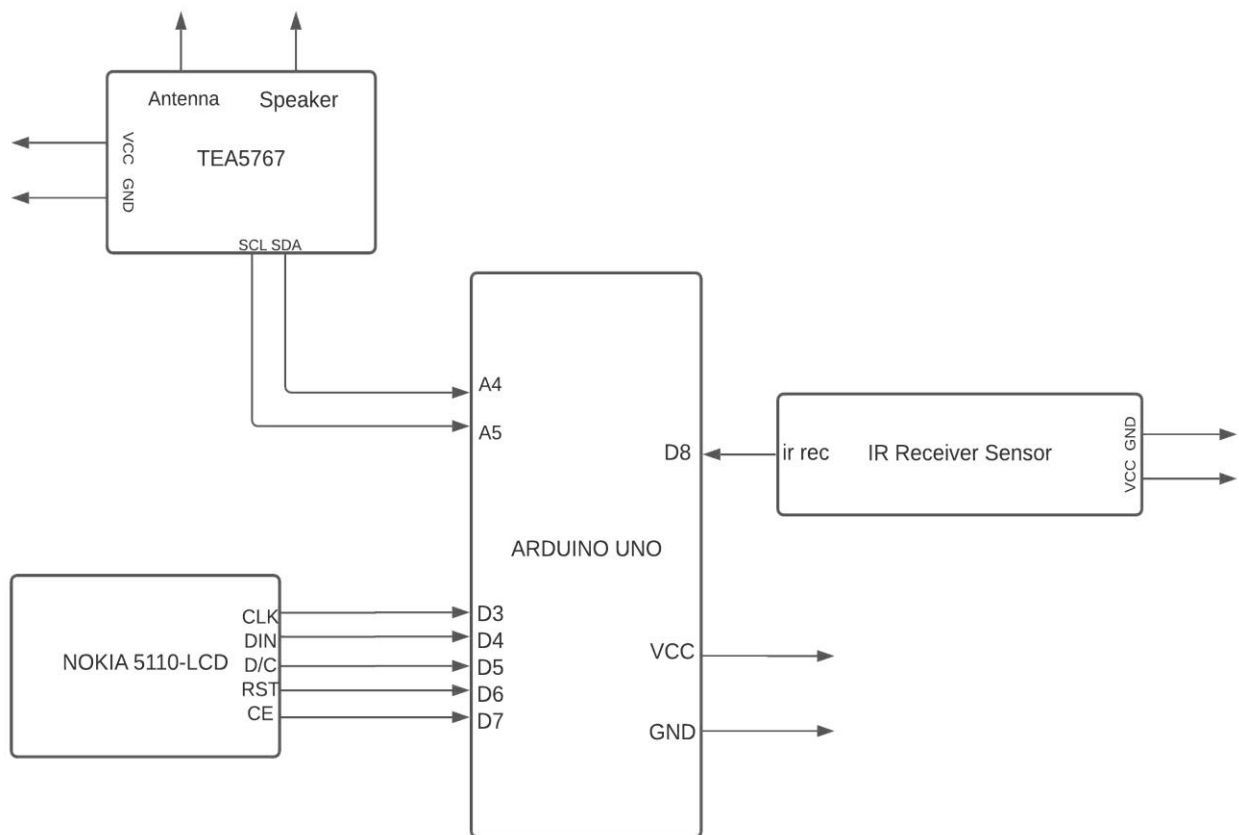 Antenna
Speaker
VCC
TEA5767
GND
SCL SDA
A4
A5
D8
ir rec
IR Receiver Sensor
GND
VCC
ARDUINO UNO
NOKIA 5110-LCD
CLK
DIN
D/C
RST
CE
D3
D4
D5
D6
D7
VCC
GND